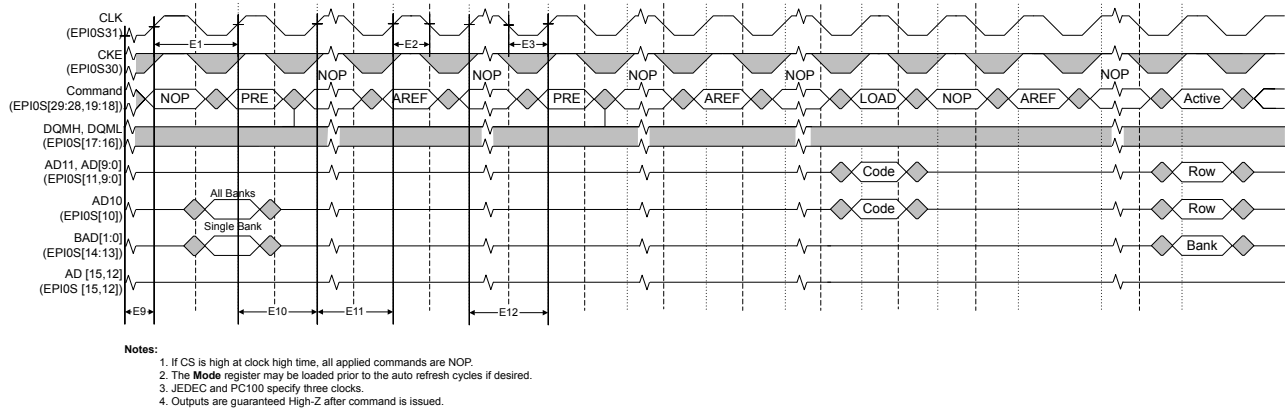 CLK
(EPI0S31)
E1
E2
E3
CKE
(EPI0S30)
NOP
NOP
NOP
NOP
NOP
Command
(EPI0S[29:28,19:18])
NOP
PRE
AREF
PRE
AREF
LOAD
NOP
AREF
Active
DQMH, DQML
(EPI0S[17:16])
AD11, AD[9:0]
(EPI0S[11,9:0]
Code
Row
All Banks
AD10
(EPI0S[10])
Code
Row
Single Bank
BAD[1:0]
(EPI0S[14:13])
Bank
AD [15,12]
(EPI0S [15,12])
E9
E10
E11
E12
Notes:
1. If CS is high at clock high time, all applied commands are NOP.
2. The Mode register may be loaded prior to the auto refresh cycles if desired.
3. JEDEC and PC100 specify three clocks.
4. Outputs are guaranteed High-Z after command is issued.